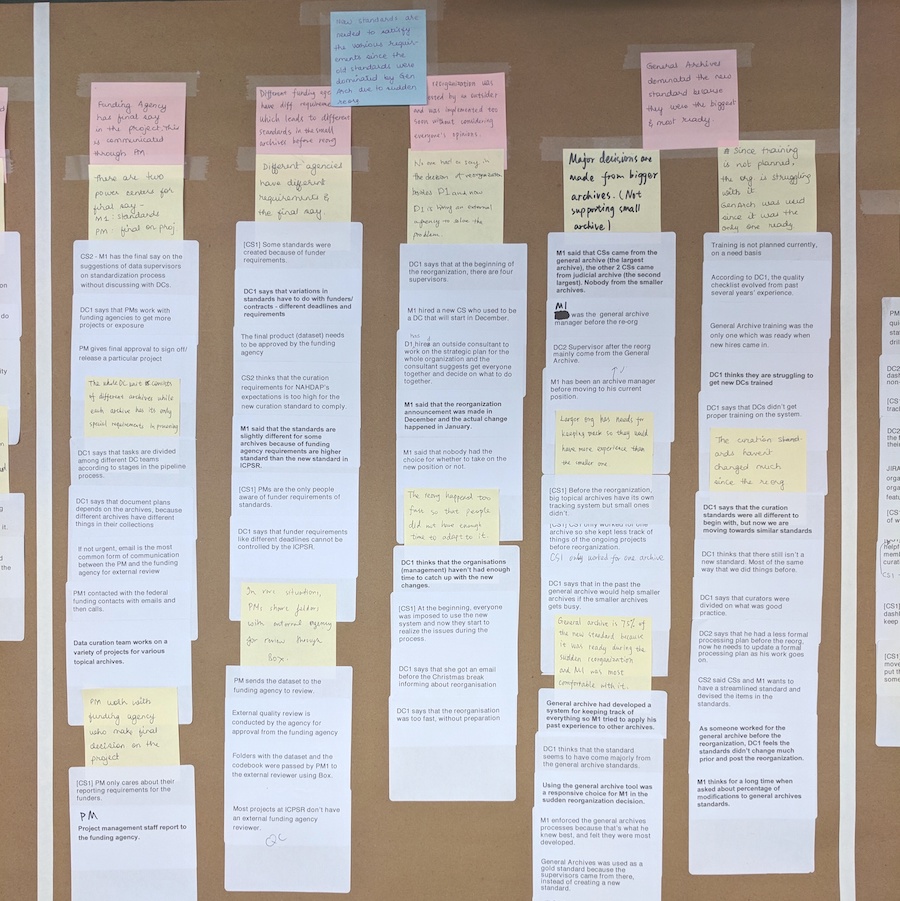 New standards are
needed to satisfy
the various requir-
ements since the
old standards were
dominated by Gen
Arch due to sudden
reorg
Funding Agency
has final say
in the project, this
is communicated
through PM
There are two
power centers for
final say -
M1: standards
PM: final on proj
CS2 - M1 has the final say on the
suggestions of data supervisors
on standardization process
without discussing with DCs.
DC1 says that PMs work with
funding agencies to get more
projects or exposure
PM gives final approval to sign off/
release a particular project
The whole DC part consists
of different archives while
each archive has its only
special requirements in processing
DC1 says that tasks are divided
among different DC teams
according to stages in the pipeline
process.
DC1 says that document plans
depends on the archives, because
different archives have different
things in their collections
If not urgent, email is the most
common form of communication
between the PM and the funding
agency for external review
PM1 contacted with the federal
funding contacts with emails and
then calls.
Data curation team works on a
variety of projects for various
topical archives.
PM work with
funding agency
who make final
decision on the
project
[CS1] PM only cares about their
reporting requirements for the
funders.
PM
Project management staff report to
the funding agency.
Different funding
have diff. requirements
which leads to different
standards in the small
archives before reorg
Different agencies
have different
requirements &
the final say.
[CS1] Some standards were
created because of funder
requirements.
DC1 says that variations in
standards have to do with funders/
contracts - different deadlines and
requirements
The final product (dataset) needs
to be approved by the funding
agency
CS2 thinks that the curation
requirements for NAHDAP's
expectations is too high for the
new curation standard to comply.
M1 said that the standards are
slightly different for some
archives because of funding
agency requirements are higher
standard than the new standard in
ICPSR.
[CS1] PMs are the only people
aware of funder requirements of
standards.
DC1 says that funder requirements
like different deadlines cannot be
controlled by the ICPSR.
In rare situations,
PMs share folders
with external agency
for review through
Box.
PM sends the dataset to the
funding agency to review.
External quality review is
conducted by the agency for
approval from the funding agency
Folders with the dataset and the
codebook were passed by PM1 to
the external reviewer using Box.
Most projects at ICPSR don't have
an external funding agency
reviewer.
QC
reorganization was
by an outsider
and was implemented too
soon without considering
everyone's opinions.
No one had a say in
the decision of reorganization
besides D1 and now
D1 is hiring an external
agency to solve the
problem.
DC1 says that at the beginning of
the reorganization, there are four
supervisors.
M1 hired a new CS who used to be
a DC that will start in December.
has
D1 hired an outside consultant to
work on the strategic plan for the
whole organization and the
consultant suggests get everyone
together and decide on what to do
together.
M1 said that the reorganization
announcement was made in
December and the actual change
happened in January.
M1 said that nobody had the
choice for whether to take on the
new position or not.
The reorg happened too
fast so that people
did not have enough
time to adapt to it.
DC1 thinks that the organisations
(management) haven't had enough
time to catch up with the new
changes.
[CS1] At the beginning, everyone
was imposed to use the new
system and now they start to
realize the issues during the
process.
DC1 says that she got an email
before the Christmas break
informing about reorganisation
DC1 says that the reorganisation
was too fast, without preparation
General Archives
dominated the new
standard because
they were the biggest
& most ready.
Major decisions are
made from bigger
archives. (Not
supporting small
archive)
M1 said that CSs came from the
general archive (the largest
archive), the other 2 CSs came
from judicial archive (the second
largest). Nobody from the smaller
archives.
M1
was the general archive
manager before the re-org
DC2 Supervisor after the reorg
mainly come from the General
Archive.
M1 has been an archive manager
before moving to his current
position.
Larger org has needs for
keeping track so they would
have more experience than
the smaller one
[CS1] Before the reorganization,
big topical archives have its own
tracking system but small ones
didn't.
[CS1] CS1 only worked for one
archive so she kept less track of
things of the ongoing projects
before reorganization.
CS1 only worked for one archive
DC1 says that in the past the
general archive would help smaller
archives if the smaller archives
gets busy.
General archive is 75% of
the new standard because
it was ready during the
sudden reorganization
and M1 was most
comfortable with it.
General archive had developed a
system for keeping track of
everything so M1 tried to apply his
past experience to other archives.
DC1 thinks that the standard
seems to have come majorly from
the general archive standards.
Using the general archive tool was
a responsive choice for M1 in the
sudden reorganization decision.
M1 enforced the general archives
processes because that's what he
knew best, and felt they were most
developed.
General Archives was used as a
gold standard because the
supervisors came from there,
instead of creating a new
standard.
Since training
is not planned,
the org is struggling
with it
GenArch was used
since it was the
only one ready
Training is not planned currently,
on a need basis
According to DC1, the quality
checklist evolved from past
several years' experience.
General Archive training was the
only one which was ready when
new hires came in.
DC1 thinks they are struggling to
get new DCs trained
DC1 says that DCs didn't get
proper training on the system.
The curation stand-
ards haven't
changed much
since the reorg.
DC1 says that the curation
standards were all different to
begin with, but now we are
moving towards similar standards
DC1 thinks that there still isn't a
new standard. Most of the same
way that we did things before.
DC1 says that curators were
divided on what was good
practice.
DC2 says that he had a less formal
processing plan before the reorg,
now he needs to update a formal
processing plan as his work goes
on.
CS2 said CSs and M1 wants to
have a streamlined standard and
devised the items in the
standards.
As someone worked for the
general archive before the
reorganization, DC1 feels the
standards didn't change much
prior and post the reorganization.
M1 thinks for a long time when
asked about percentage of
modifications to general archives
standards.